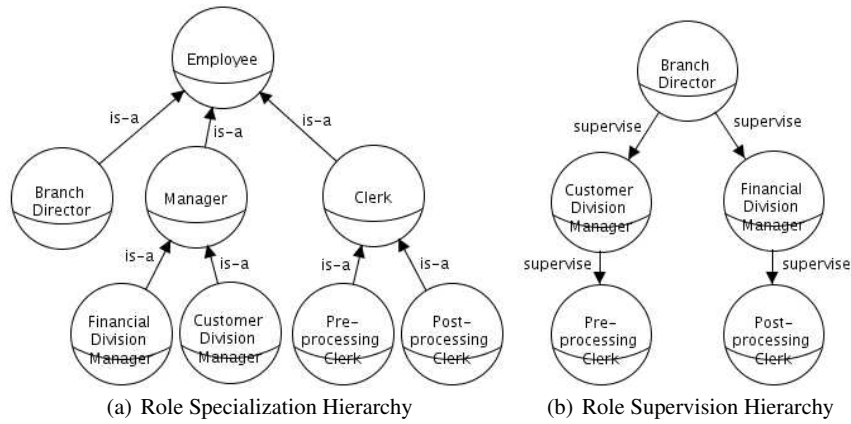 Employee
is-a
is-a
is-a
Branch
Director
Manager
Clerk
is-a
is-a
is-a
is-a
Financial
Division
Manager
Customer
Division
Manager
Pre-
processing
Clerk
Post-
processing
Clerk
(a) Role Specialization Hierarchy
Branch
Director
supervise
supervise
Customer
Division
Manager
Financial
Division
Manager
supervise
supervise
Pre-
processing
Clerk
Post-
processing
Clerk
(b) Role Supervision Hierarchy